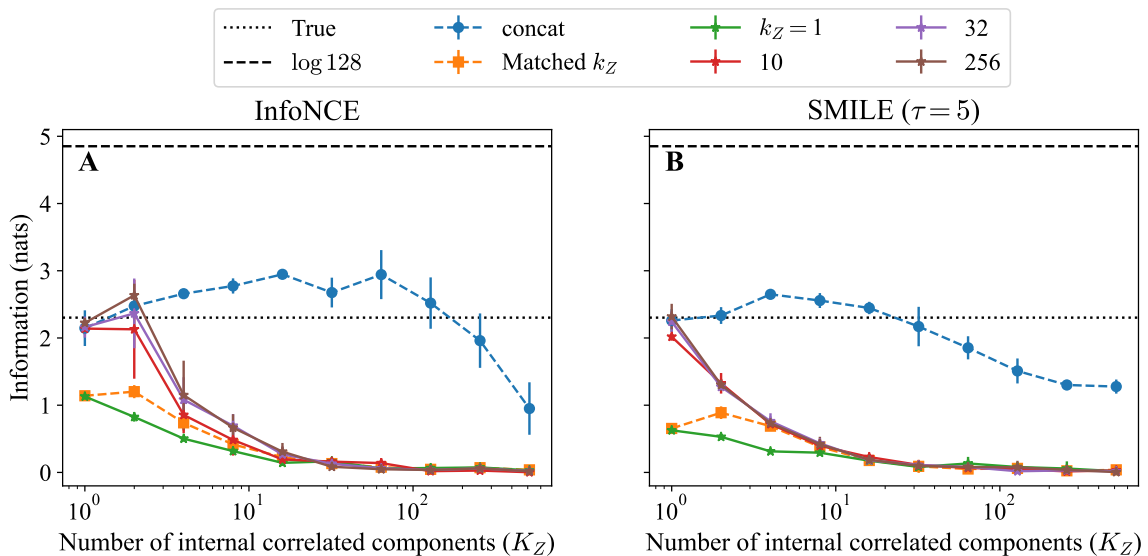 True
log 128
concat
Matched k_Z
k_Z = 1
10
32
256
InfoNCE
SMILE (τ = 5)
A
B
Information (nats)
5
4
3
2
1
0
10^0
10^1
10^2
10^0
10^1
10^2
Number of internal correlated components (K_Z)
Number of internal correlated components (K_Z)